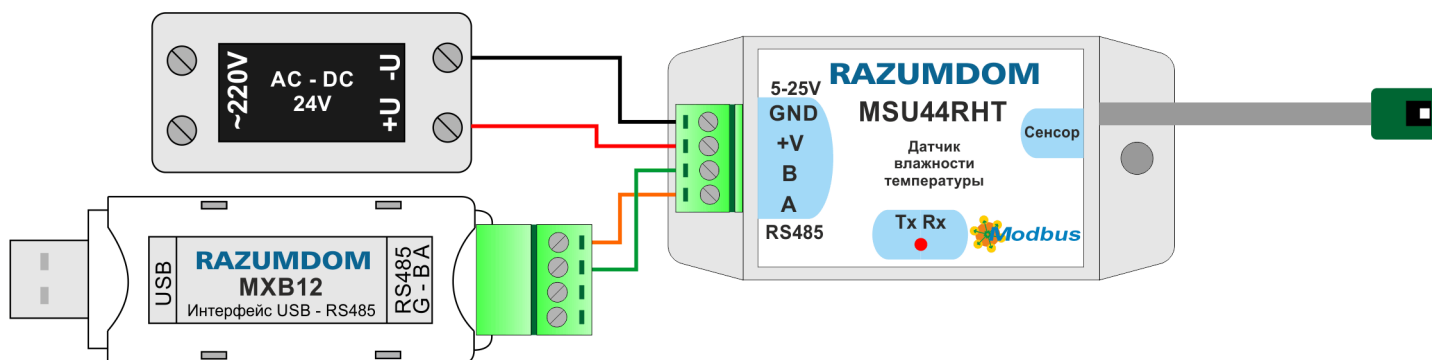 ~220V
AC - DC
24V
-U
+U
RAZUMDOM
MSU44RHT
5-25V
GND
+V
B
A
RS485
Датчик
влажности
температуры
Сенсор
Tx Rx
Modbus
USB
RAZUMDOM
MXB12
Интерфейс USB - RS485
RS485
G - B A